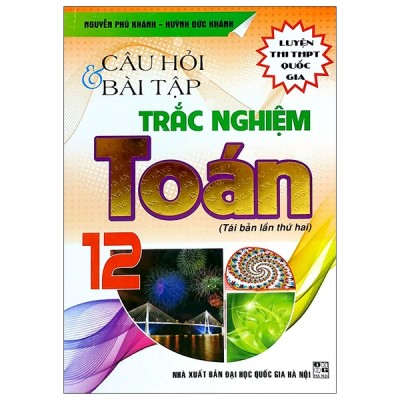 NGUYỄN PHÚ KHÁNH - HUỲNH ĐỨC KHÁNH
LUYỆN
THI THPT
QUỐC
GIA
CÂU HỎI
& BÀI TẬP
TRẮC NGHIỆM
Toán
(Tái bản lần thứ hai)
12
NHÀ XUẤT BẢN ĐẠI HỌC QUỐC GIA HÀ NỘI